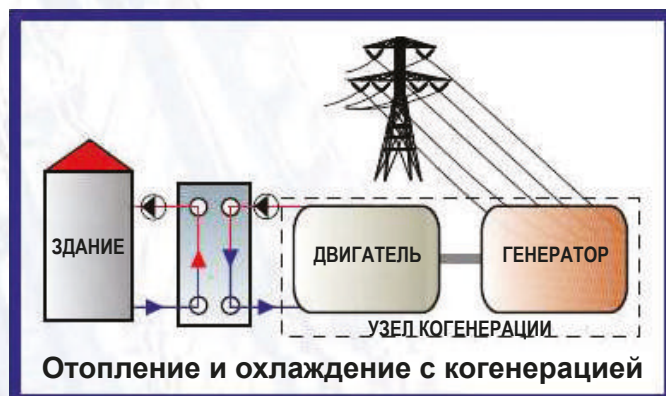 ЗДАНИЕ
ДВИГАТЕЛЬ
ГЕНЕРАТОР
УЗЕЛ КОГЕНЕРАЦИИ
Отопление и охлаждение с когенерацией